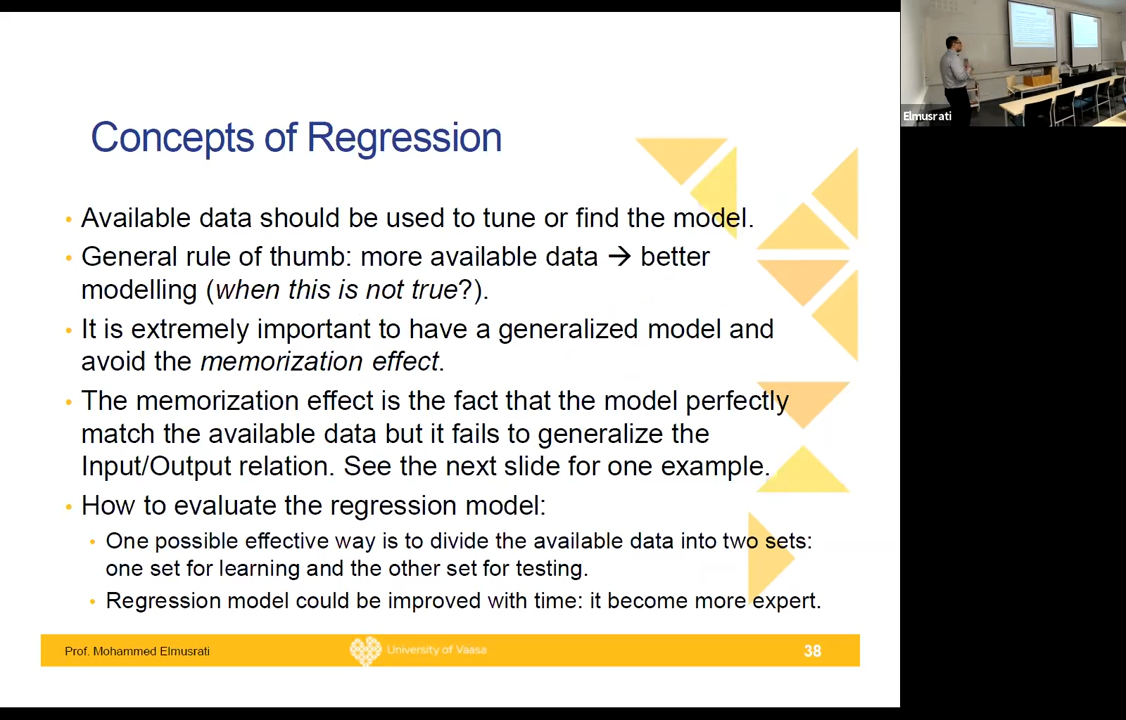 Concepts of Regression
• Available data should be used to tune or find the model.
• General rule of thumb: more available data → better
modelling (when this is not true?).
• It is extremely important to have a generalized model and
avoid the memorization effect.
• The memorization effect is the fact that the model perfectly
match the available data but it fails to generalize the
Input/Output relation. See the next slide for one example.
• How to evaluate the regression model:
• One possible effective way is to divide the available data into two sets:
one set for learning and the other set for testing.
• Regression model could be improved with time: it become more expert.
Prof. Mohammed Elmusrati
University of Vaasa
38
Elmusrati